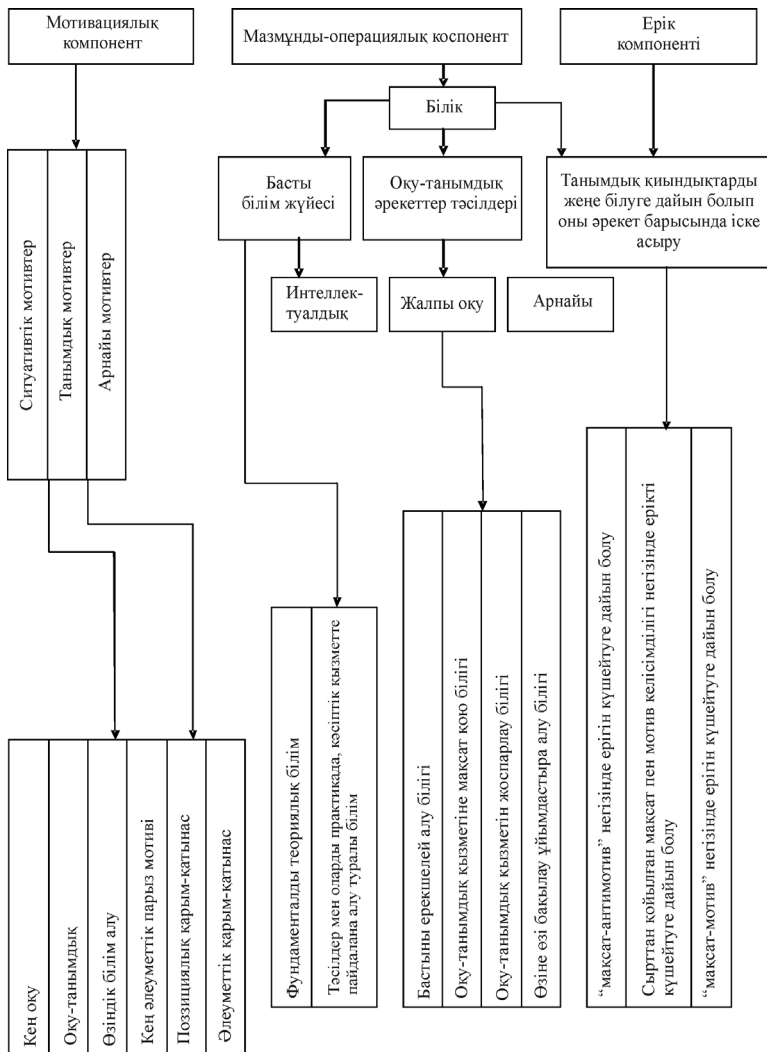 Мотивациялық
компонент
Мазмұнды-операциялық коспонент
Ерік
компоненті
Білік
Басты
білім жүйесі
Оқу-танымдық
әрекеттер тәсілдері
Танымдық қиындықтарды
жеңе білуге дайын болып
оны әрекет барысында іске
асыру
Интеллек-
туалдық
Жалпы оқу
Арнайы
Ситуативтік мотивтер
Танымдық мотивтер
Арнайы мотивтер
Кең оқу
Оқу-танымдық
Өзіндік білім алу
Кең әлеуметтік парыз мотиві
Поззициялық қарым-қатынас
Әлеуметтік қарым-қатынас
Фундаменталды теориялық білім
Тәсілдер мен оларды практикада, кәсіптік қызметте
пайдалана алу туралы білім
Бастыны ерекшелей алу білігі
Оқу-танымдық қызметіне мақсат қою білігі
Оқу-танымдық қызметін жоспарлау білігі
Өзіне өзі бақылау ұйымдастыра алу білігі
“мақсат-антимотив” негізінде ерігін күшейтуге дайын болу
Сырттан қойылған мақсат пен мотив келісімділігі негізінде ерікті
күшейтуге дайын болу
“мақсат-мотив” негізінде ерігін күшейтуге дайын болу